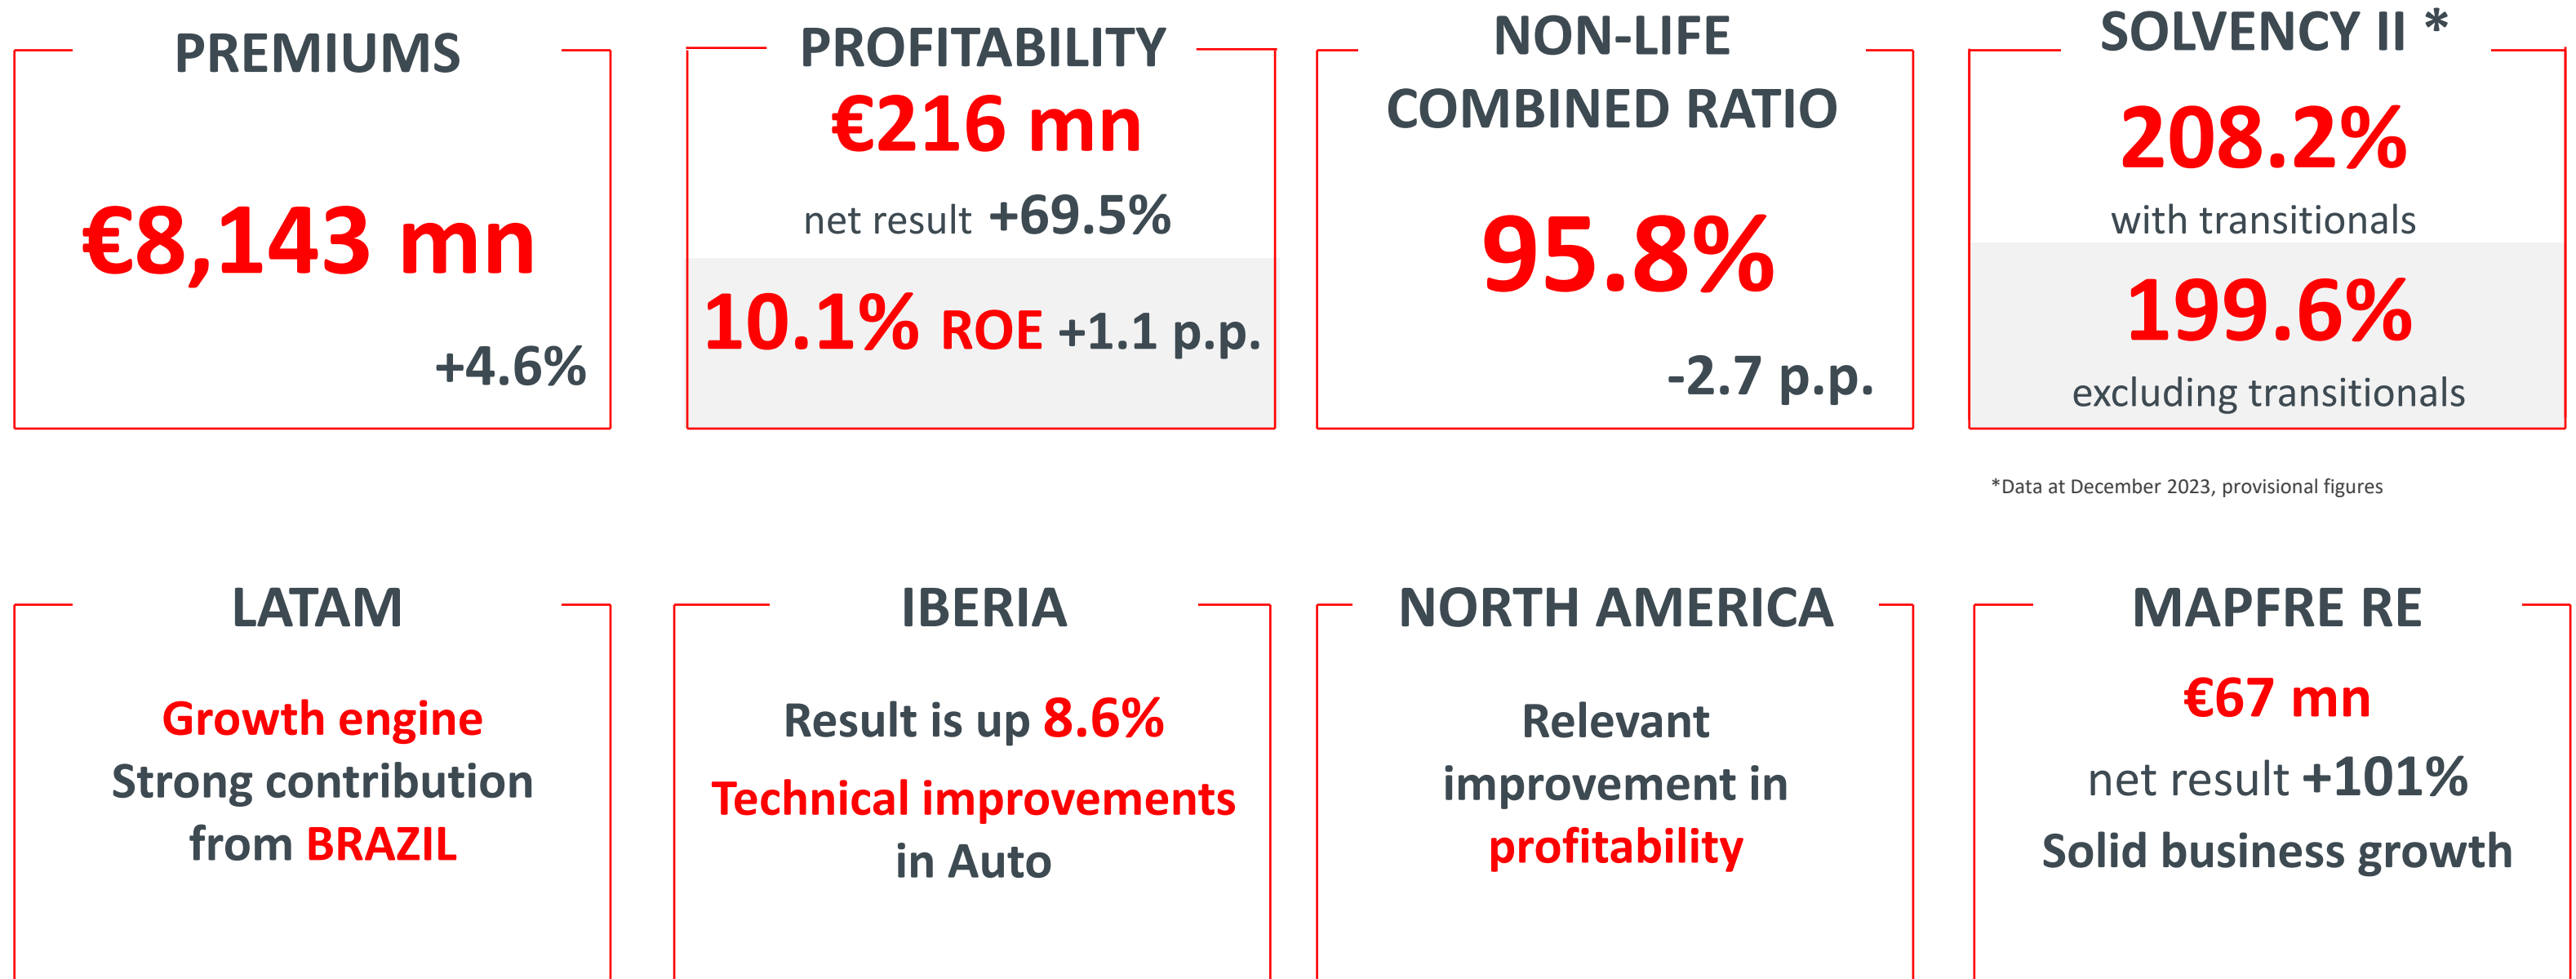 PREMIUMS
€8,143 mn
+4.6%
PROFITABILITY
€216 mn
net result +69.5%
10.1% ROE +1.1 p.p.
NON-LIFE
COMBINED RATIO
95.8%
-2.7 p.p.
SOLVENCY II *
208.2%
with transitionals
199.6%
excluding transitionals
*Data at December 2023, provisional figures
LATAM
Growth engine
Strong contribution
from BRAZIL
IBERIA
Result is up 8.6%
Technical improvements
in Auto
NORTH AMERICA
Relevant
improvement in
profitability
MAPFRE RE
€67 mn
net result +101%
Solid business growth